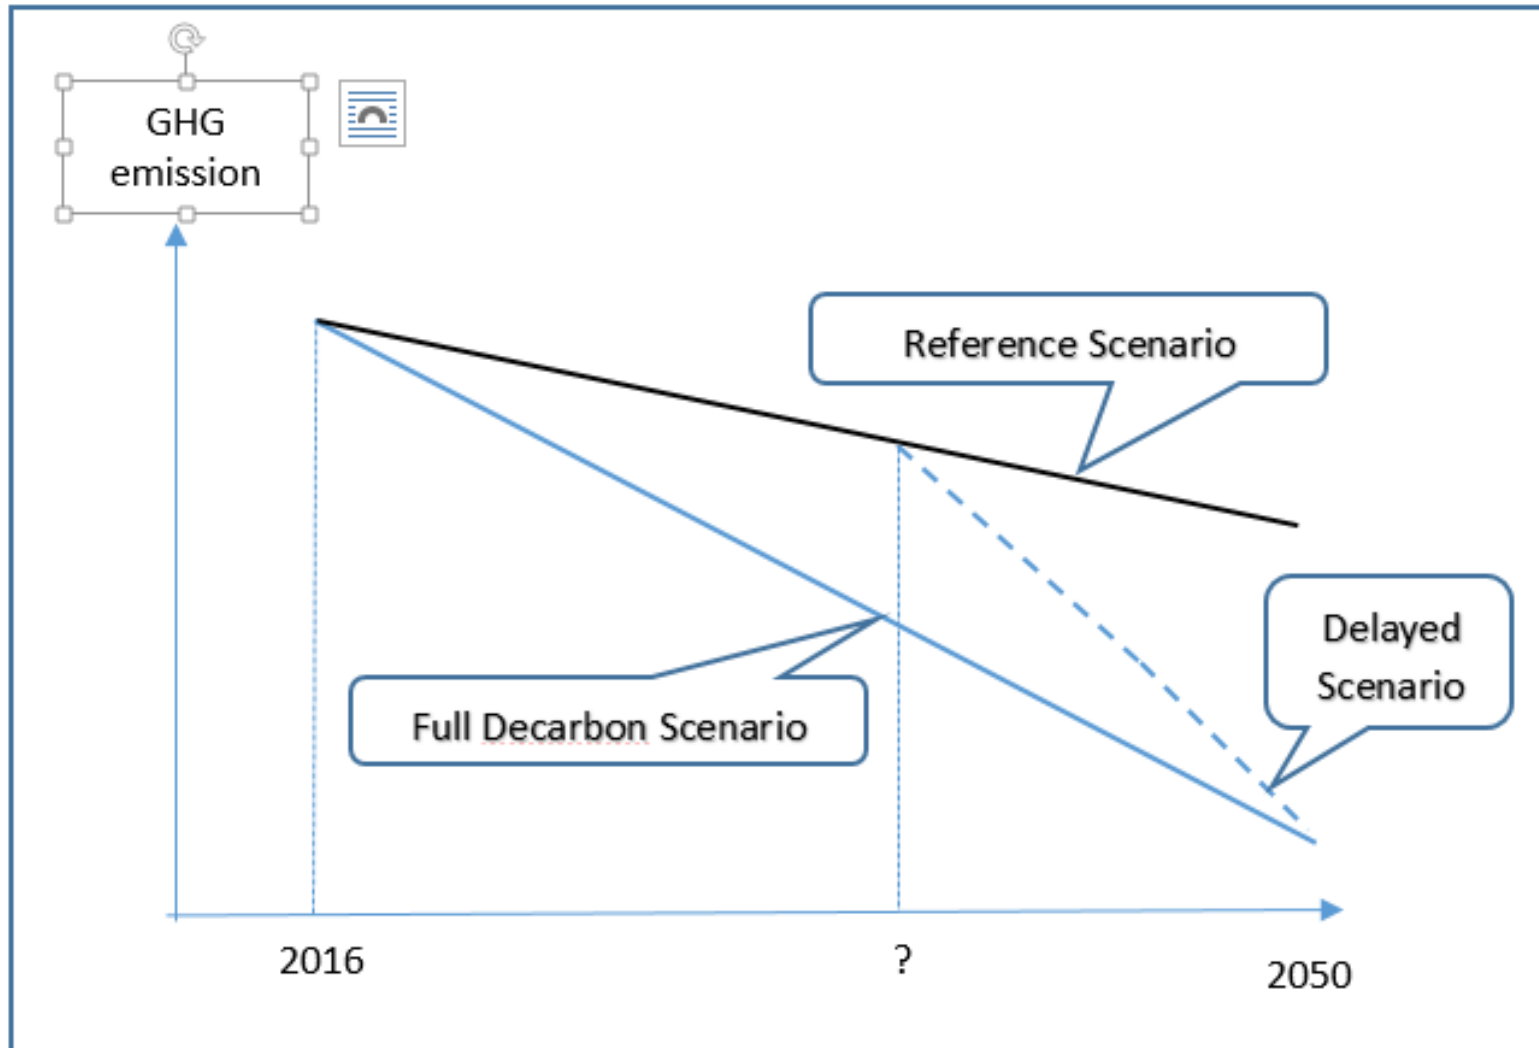 GHG
emission
Reference Scenario
Delayed
Scenario
Full Decarbon Scenario
2016
?
2050